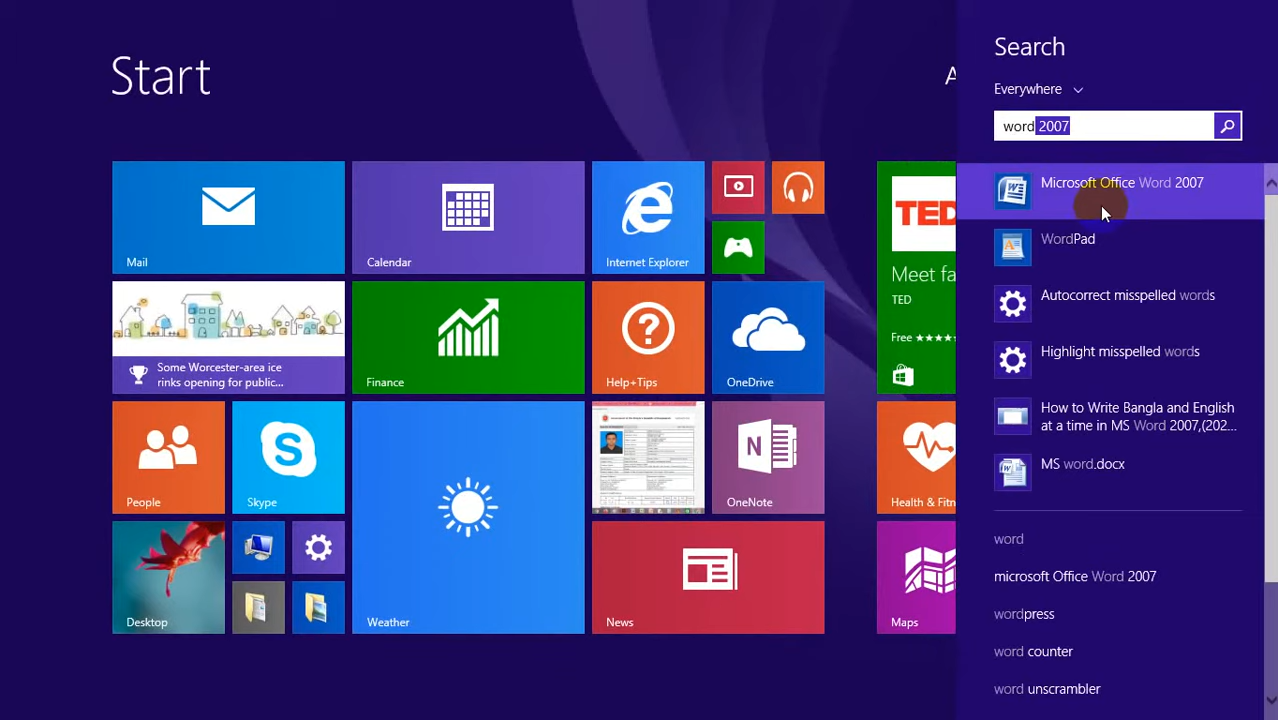 Start
A
Search
Everywhere
word 2007
Microsoft Office Word 2007
WordPad
Autocorrect misspelled words
Highlight misspelled words
How to Write Bangla and English
at a time in MS Word 2007,(202...
MS word.docx
word
microsoft Office Word 2007
wordpress
word counter
word unscrambler
Mail
Calendar
Internet Explorer
TED
Meet fa
TED
Free
Some Worcester-area ice
rinks opening for public...
Finance
Help+Tips
OneDrive
People
Skype
OneNote
Health & Fitn
Desktop
Weather
News
Maps